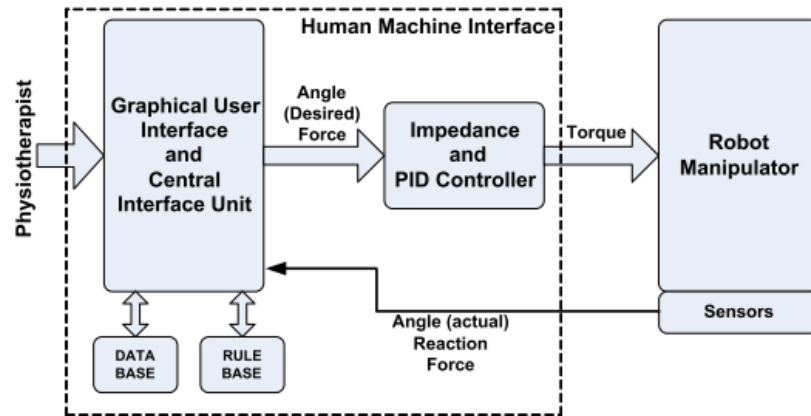 Human Machine Interface
Physiotherapist
Graphical User
Interface
and
Central
Interface Unit
Angle
(Desired)
Force
Impedance
and
PID Controller
Torque
Robot
Manipulator
Sensors
Angle (actual)
Reaction
Force
DATA
BASE
RULE
BASE